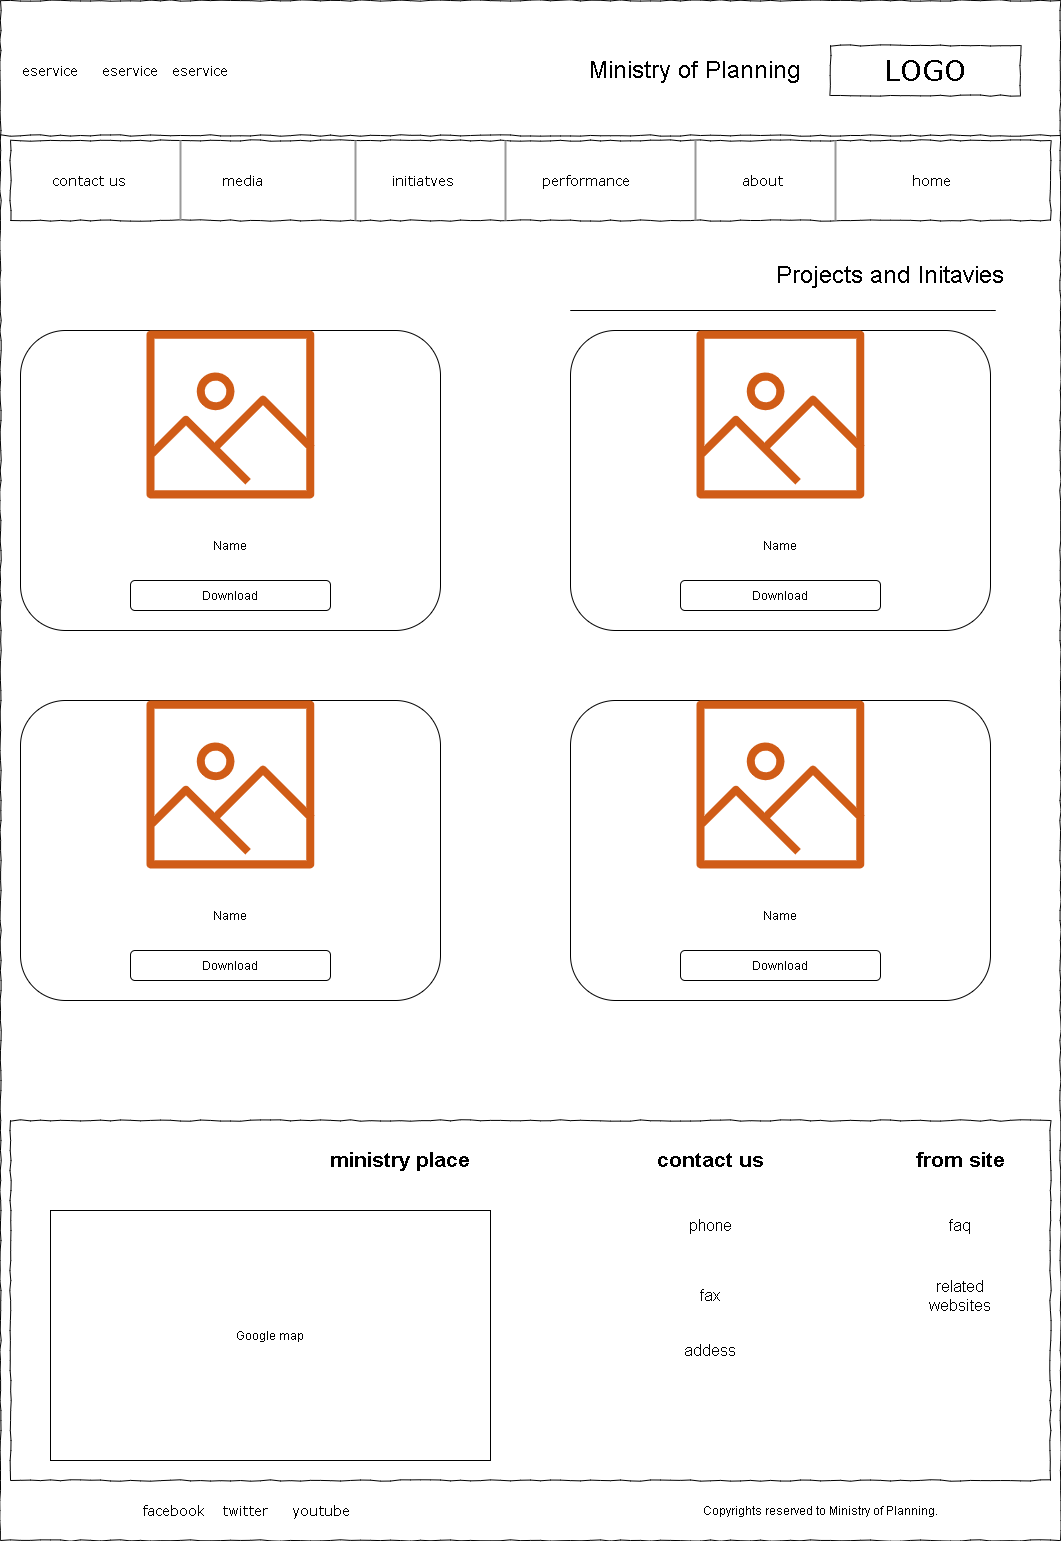 eservice eservice eservice
Ministry of Planning
LOGO
contact us media initiatves performance about home
Projects and Initavies
Name
Download
Name
Download
Name
Download
Name
Download
ministry place
Google map
contact us
phone
fax
addess
from site
faq
related
websites
facebook twitter youtube
Copyrights reserved to Ministry of Planning.